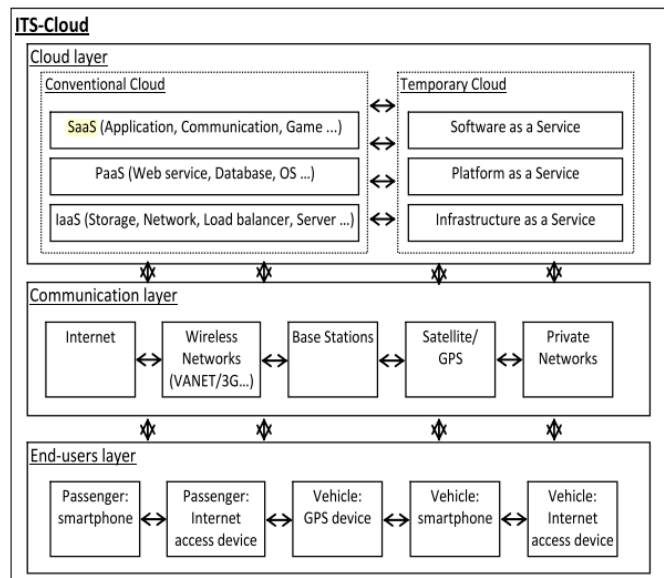 ITS-Cloud
Cloud layer
Conventional Cloud
SaaS (Application, Communication, Game ...)
PaaS (Web service, Database, OS ...)
IaaS (Storage, Network, Load balancer, Server ...)
Temporary Cloud
Software as a Service
Platform as a Service
Infrastructure as a Service
Communication layer
Internet
Wireless
Networks
(VANET/3G...)
Base Stations
Satellite/
GPS
Private
Networks
End-users layer
Passenger:
smartphone
Passenger:
Internet
access device
Vehicle:
GPS device
Vehicle:
smartphone
Vehicle:
Internet
access device